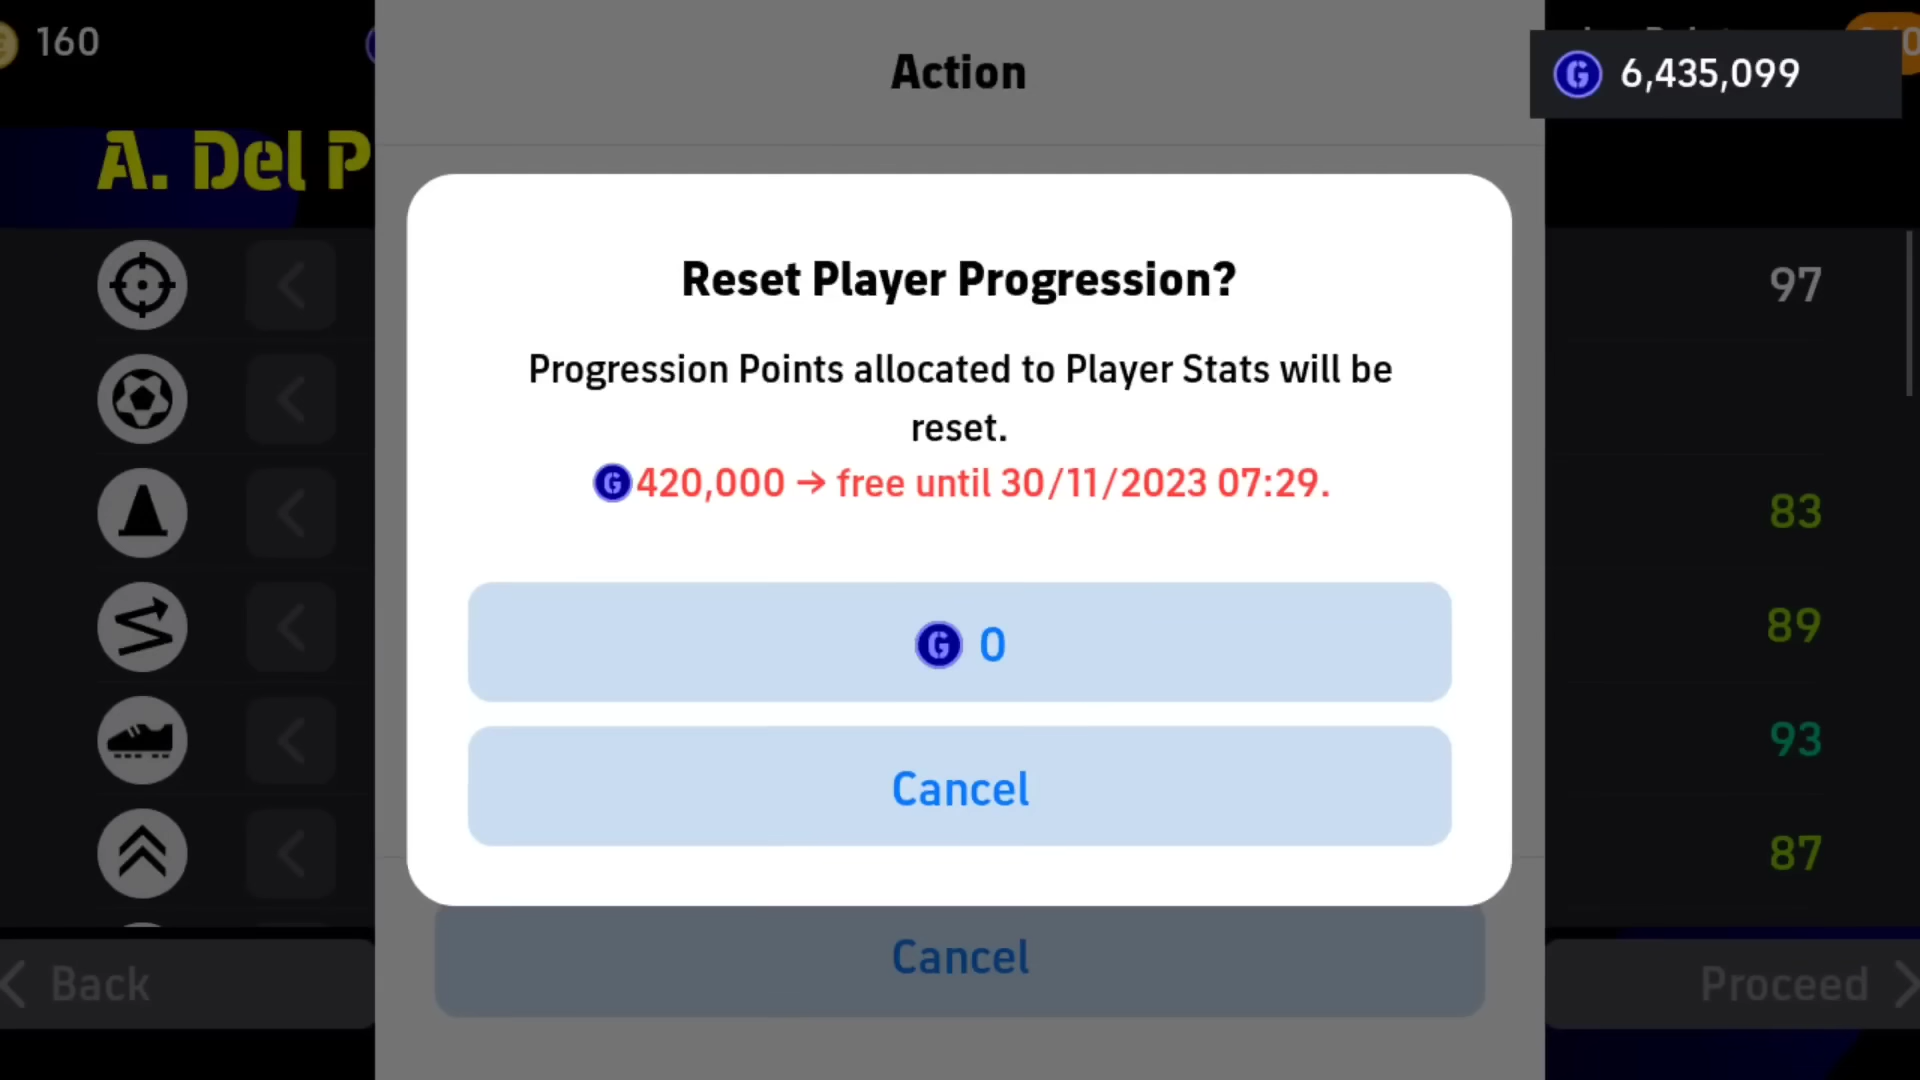 160
Action
6,435,099
A. Del P
Reset Player Progression?
97
Progression Points allocated to Player Stats will be
reset.
G 420,000 → free until 30/11/2023 07:29.
83
G 0
89
93
Cancel
87
Cancel
Back
Proceed